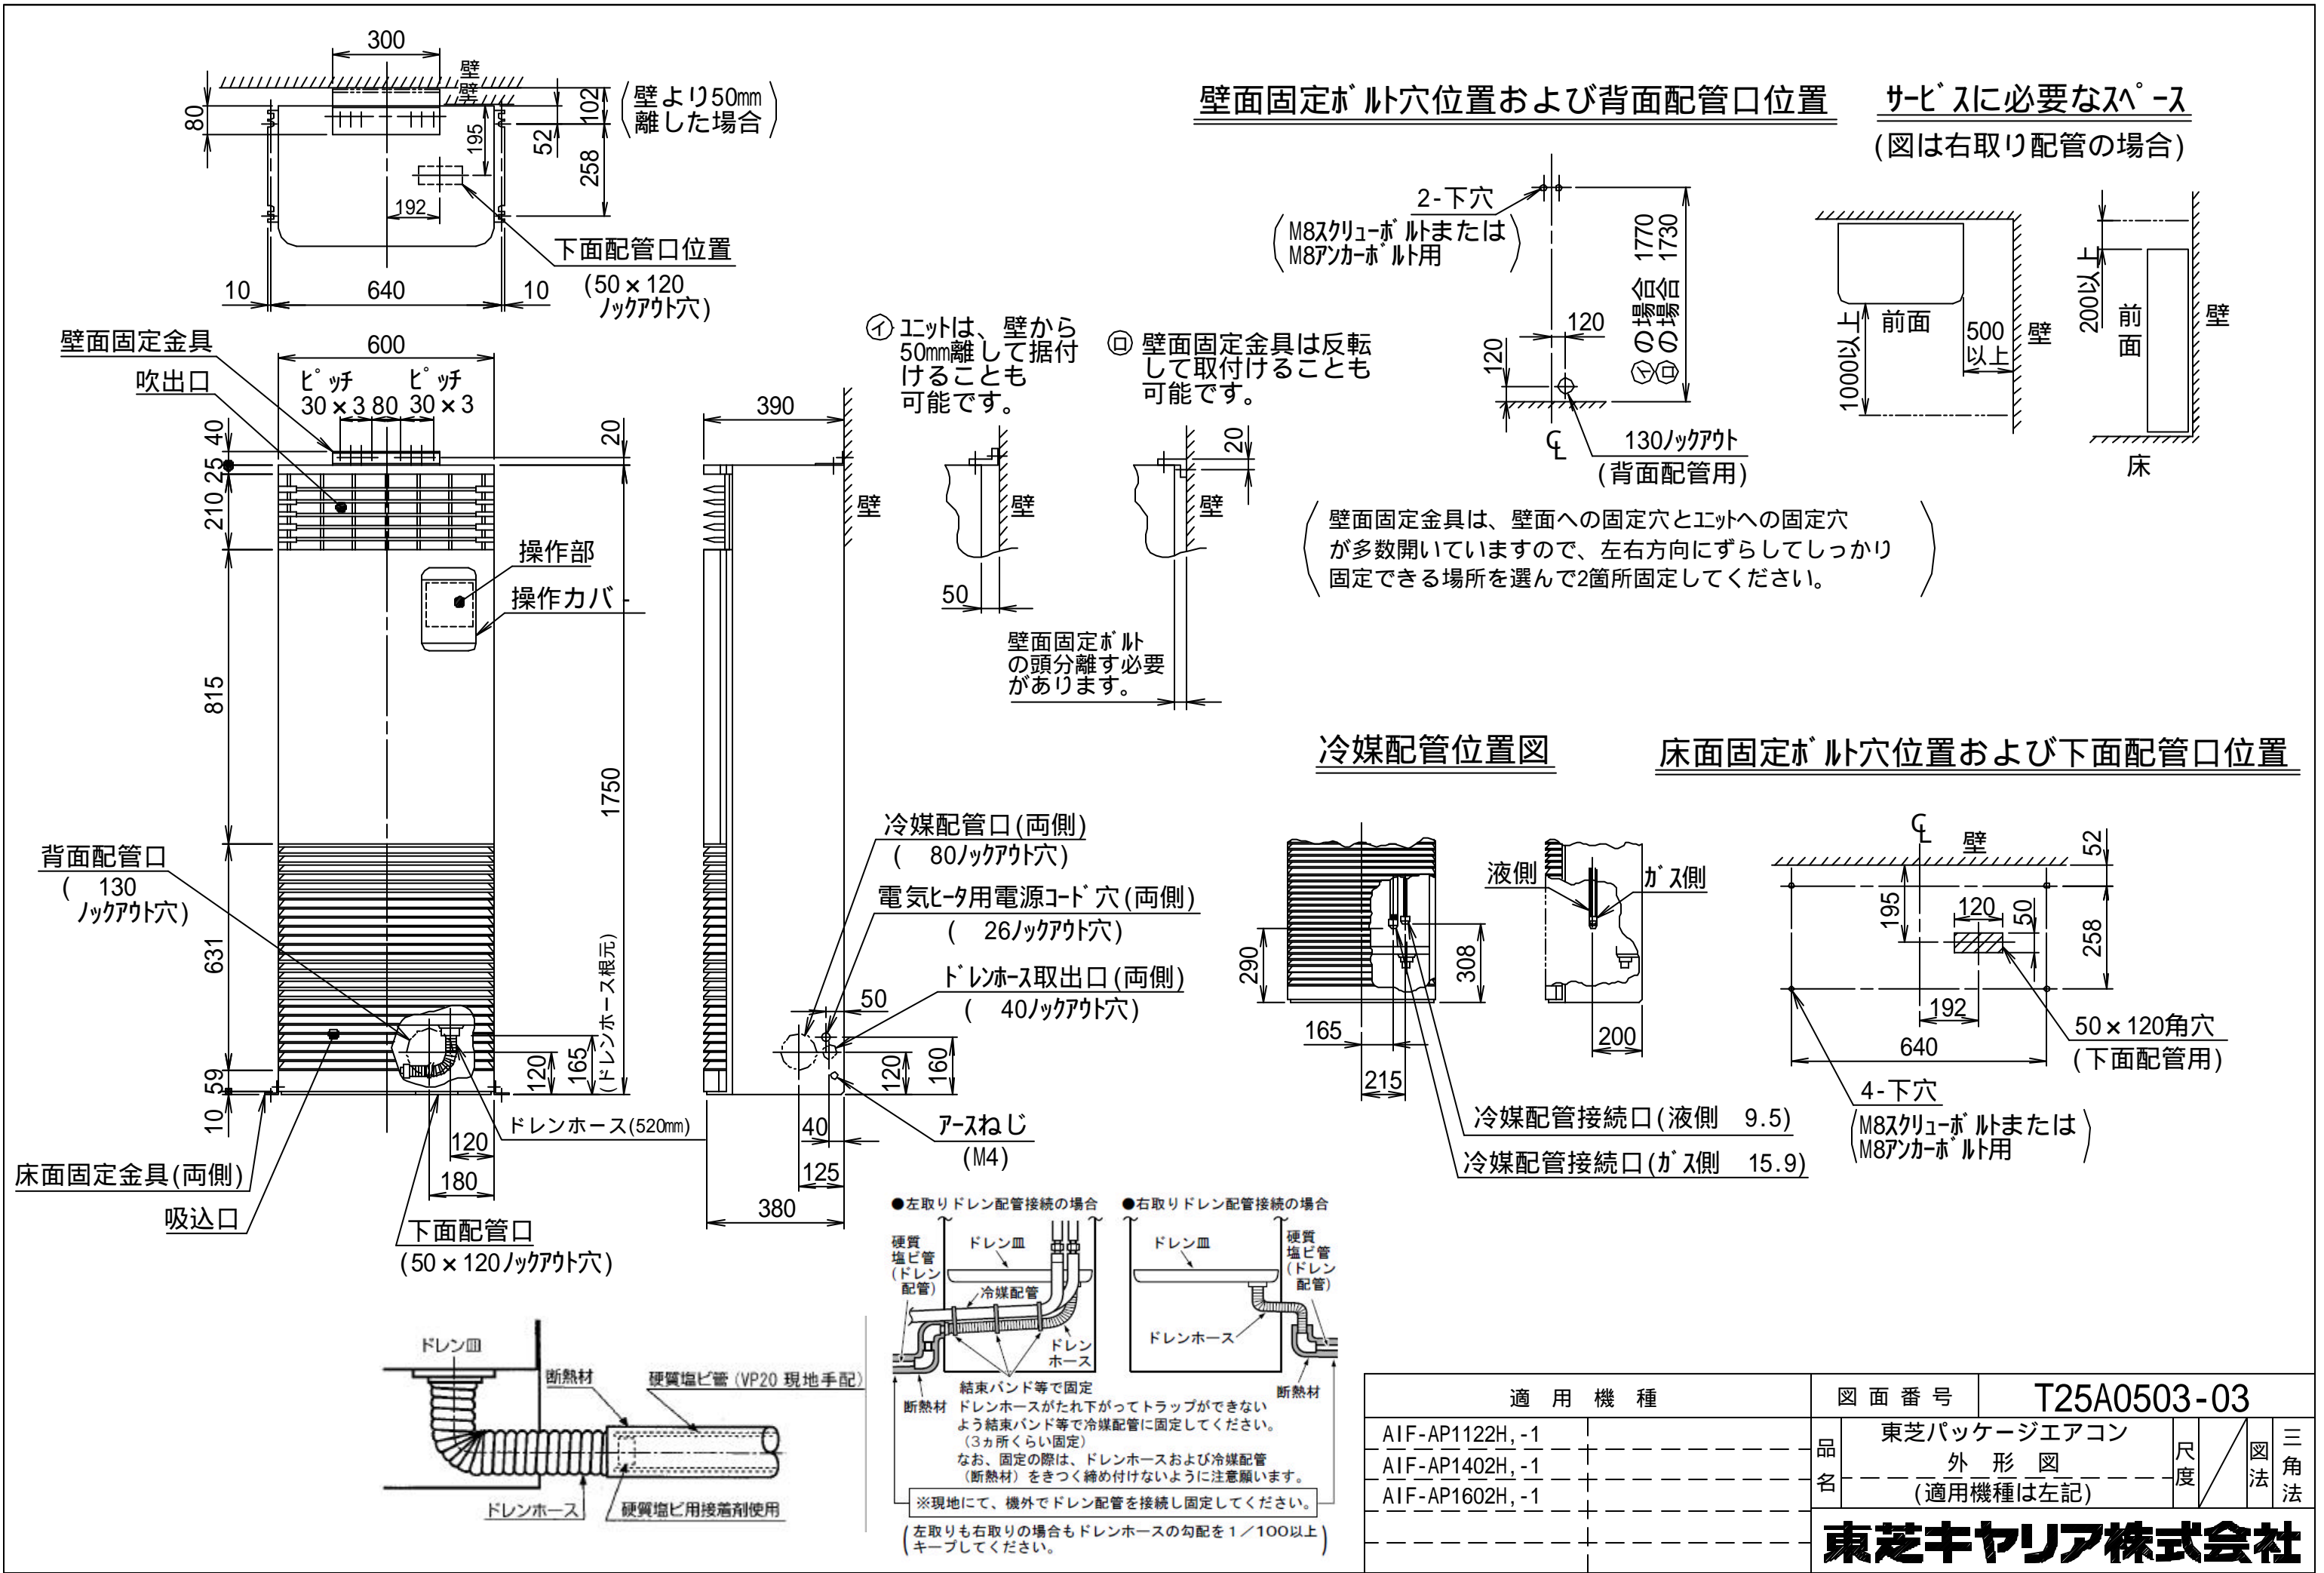 300
壁
壁
80
102
52
195
258
192
(壁より50mm
離した場合)
下面配管口位置
(50×120
ノックアウト穴)
10
640
10
壁面固定金具
吹出口
600
ピッチ
30×3
80
ピッチ
30×3
40
25
210
815
631
59
10
20
1750
(ドレンホース根元)
操作部
操作カバ-
背面配管口
( 130
ノックアウト穴)
120
165
ドレンホース(520mm)
120
180
床面固定金具(両側)
吸込口
下面配管口
(50×120ノックアウト穴)
390
壁
冷媒配管口(両側)
( 80ノックアウト穴)
電気ヒータ用電源コード穴(両側)
( 26ノックアウト穴)
ドレンホース取出口(両側)
( 40ノックアウト穴)
50
120
160
40
125
380
アースねじ
(M4)
イ ユニットは、壁から
50mm離して据付
けることも
可能です。
壁
50
ロ 壁面固定金具は反転
して取付けることも
可能です。
20
壁
壁面固定ボルト
の頭分離す必要
があります。
壁面固定ボルト穴位置および背面配管口位置
2-下穴
(M8スクリューボルトまたは
M8アンカーボルト用)
イの場合 1770
ロの場合 1730
120
120
CL
130ノックアウト
(背面配管用)
(壁面固定金具は、壁面への固定穴とユニットへの固定穴
が多数開いていますので、左右方向にずらしてしっかり
固定できる場所を選んで2箇所固定してください。)
サービスに必要なスペース
(図は右取り配管の場合)
1000以上
前面
500
以上
壁
200以上
前面
壁
床
冷媒配管位置図
290
308
165
215
液側
ガス側
200
冷媒配管接続口(液側 9.5)
冷媒配管接続口(ガス側 15.9)
床面固定ボルト穴位置および下面配管口位置
CL
壁
52
195
120
50
258
192
640
50×120角穴
(下面配管用)
4-下穴
(M8スクリューボルトまたは
M8アンカーボルト用)
ドレン皿
断熱材
硬質塩ビ管(VP20 現地手配)
ドレンホース
硬質塩ビ用接着剤使用
●左取りドレン配管接続の場合
硬質
塩ビ管
(ドレン
配管)
ドレン皿
冷媒配管
ドレン
ホース
結束バンド等で固定
断熱材
ドレンホースがたれ下がってトラップができない
よう結束バンド等で冷媒配管に固定してください。
(3ヵ所くらい固定)
なお、固定の際は、ドレンホースおよび冷媒配管
(断熱材)をきつく締め付けないように注意願います。
●右取りドレン配管接続の場合
ドレン皿
硬質
塩ビ管
(ドレン
配管)
ドレンホース
断熱材
※現地にて、機外でドレン配管を接続し固定してください。
(左取りも右取りの場合もドレンホースの勾配を1/100以上
キープしてください。)
適用機種
AIF-AP1122H,-1
AIF-AP1402H,-1
AIF-AP1602H,-1
図面番号
T25A0503-03
品名
東芝パッケージエアコン
外形図
(適用機種は左記)
尺度
図法
三角法
東芝キヤリア株式会社